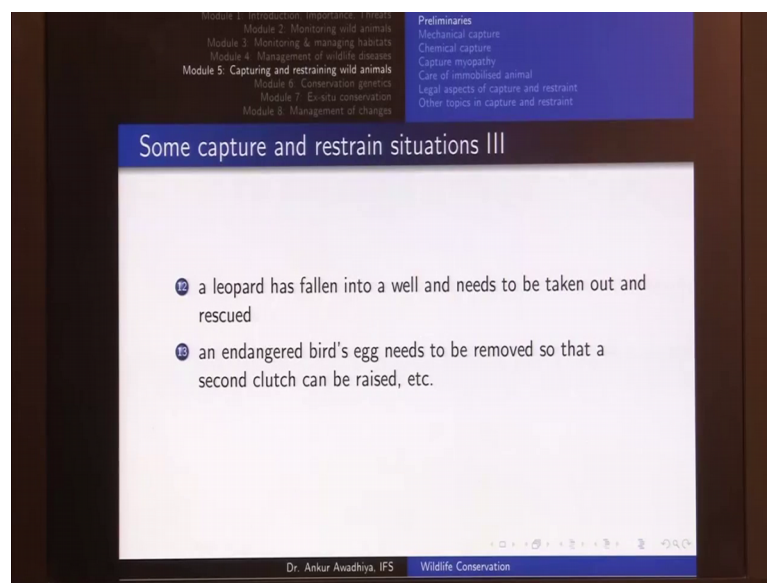 Module 1. Introduction, Importance, Threats
Module 2. Monitoring wild animals
Module 3. Monitoring & managing habitats
Module 4. Management of wildlife diseases
Module 5: Capturing and restraining wild animals
Module 6. Conservation genetics
Module 7. Ex-situ conservation
Module 8. Management of changes
Preliminaries
Mechanical capture
Chemical capture
Capture myopathy
Care of immobilised animal
Legal aspects of capture and restraint
Other topics in capture and restraint
Some capture and restrain situations III
12 a leopard has fallen into a well and needs to be taken out and
rescued
13 an endangered bird's egg needs to be removed so that a
second clutch can be raised, etc.
Dr. Ankur Awadhiya, IFS
Wildlife Conservation